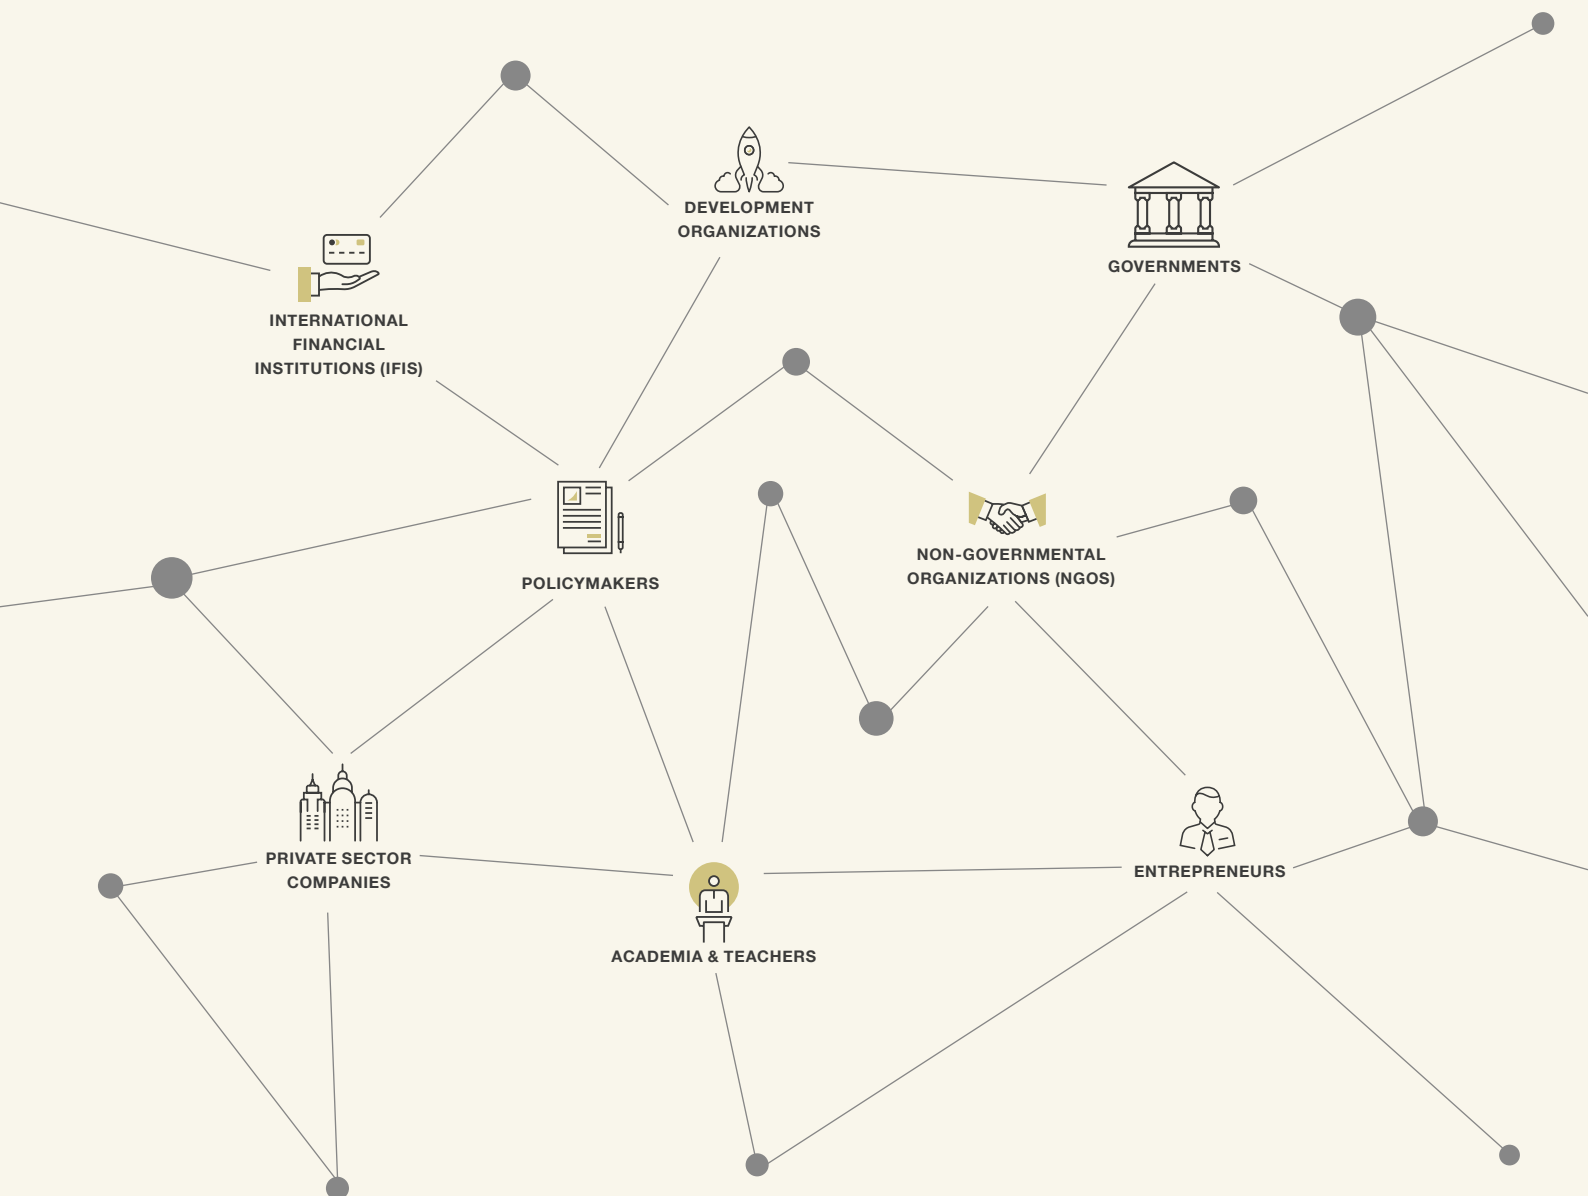 DEVELOPMENT
ORGANIZATIONS
GOVERNMENTS
INTERNATIONAL
FINANCIAL
INSTITUTIONS (IFIS)
POLICYMAKERS
NON-GOVERNMENTAL
ORGANIZATIONS (NGOS)
PRIVATE SECTOR
COMPANIES
ACADEMIA & TEACHERS
ENTREPRENEURS